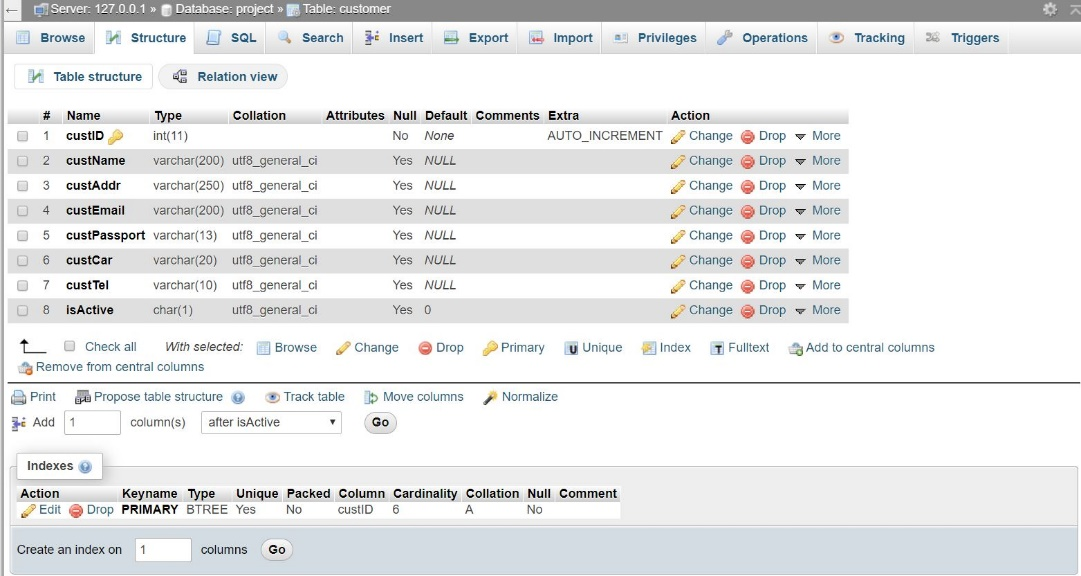 Server: 127.0.0.1 » Database: project » Table: customer
Browse Structure SQL Search Insert Export Import Privileges Operations Tracking Triggers
Table structure Relation view
# Name Type Collation Attributes Null Default Comments Extra Action
1 custID int(11) No None AUTO_INCREMENT Change Drop More
2 custName varchar(200) utf8_general_ci Yes NULL Change Drop More
3 custAddr varchar(250) utf8_general_ci Yes NULL Change Drop More
4 custEmail varchar(200) utf8_general_ci Yes NULL Change Drop More
5 custPassport varchar(13) utf8_general_ci Yes NULL Change Drop More
6 custCar varchar(20) utf8_general_ci Yes NULL Change Drop More
7 custTel varchar(10) utf8_general_ci Yes NULL Change Drop More
8 isActive char(1) utf8_general_ci Yes 0 Change Drop More
Check all With selected: Browse Change Drop Primary Unique Index Fulltext Add to central columns
Remove from central columns
Print Propose table structure Track table Move columns Normalize
Add 1 column(s) after isActive Go
Indexes
Action Keyname Type Unique Packed Column Cardinality Collation Null Comment
Edit Drop PRIMARY BTREE Yes No custID 6 A No
Create an index on 1 columns Go